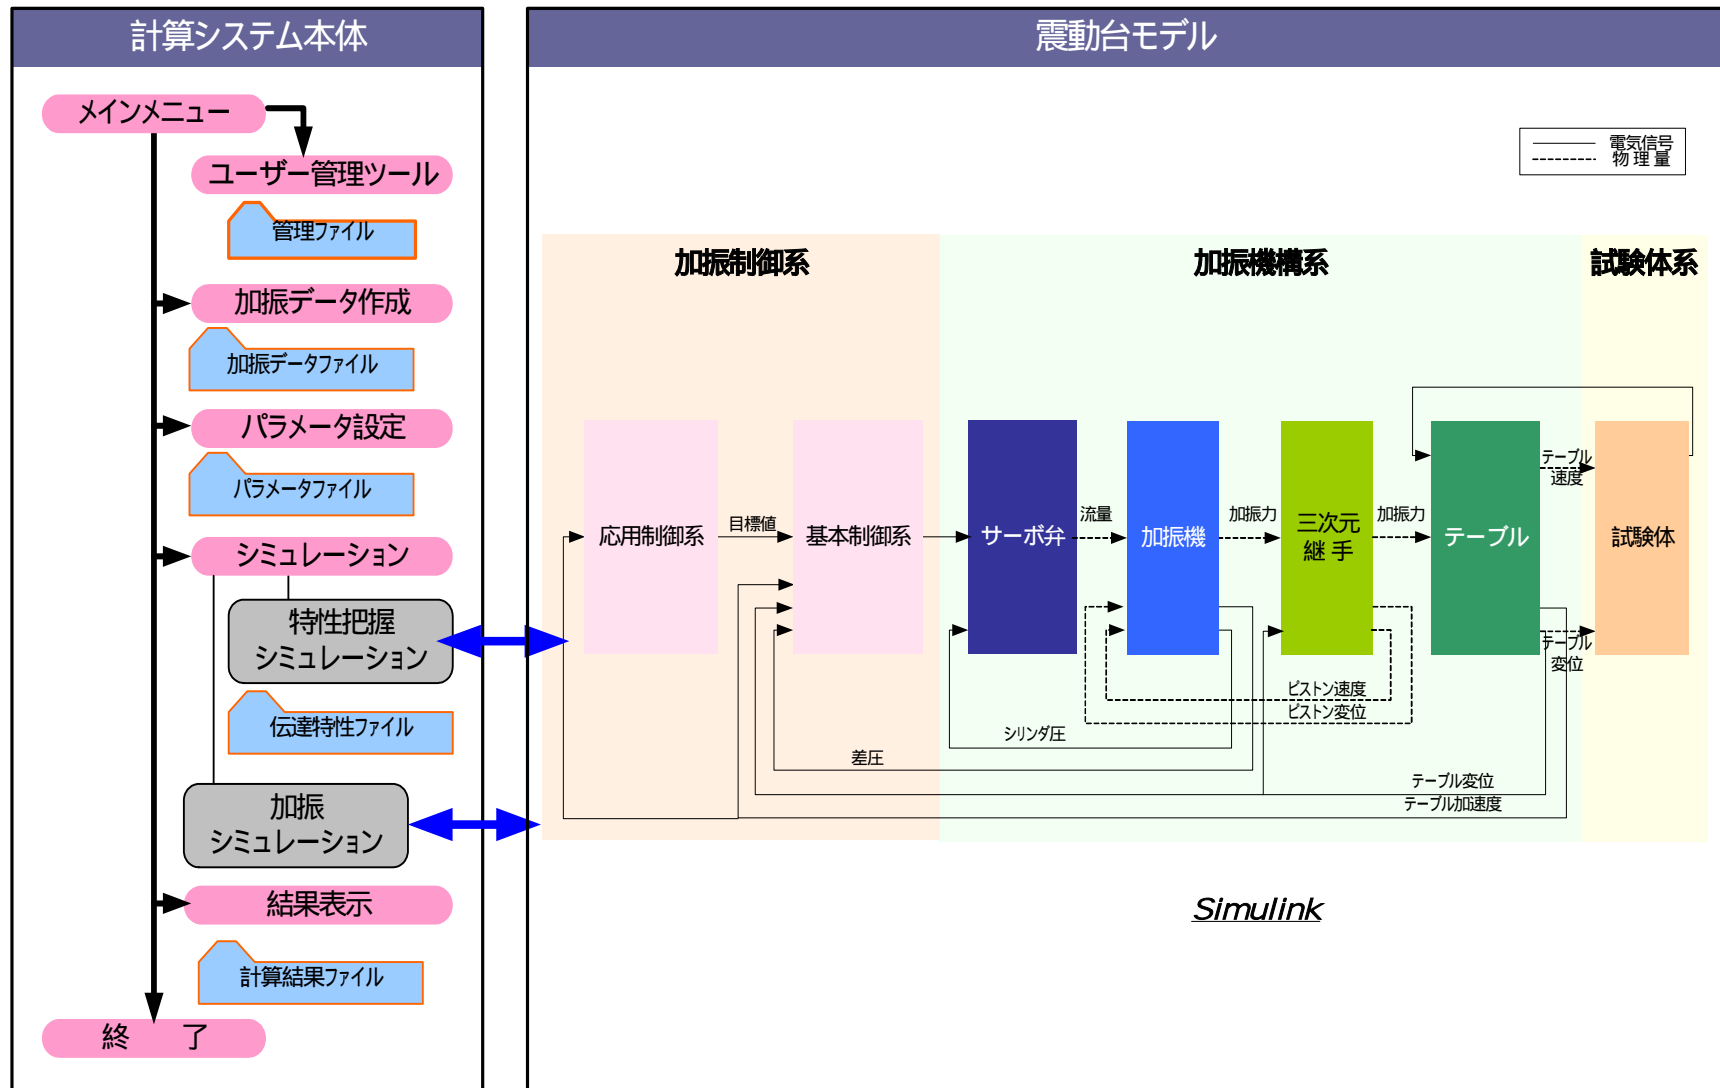 計算システム本体
メインメニュー
ユーザー管理ツール
管理ファイル
加振データ作成
加振データファイル
パラメータ設定
パラメータファイル
シミュレーション
特性把握
シミュレーション
伝達特性ファイル
加振
シミュレーション
結果表示
計算結果ファイル
終 了
震動台モデル
電気信号
物理量
加振制御系
加振機構系
試験体系
応用制御系
目標値
基本制御系
サーボ弁
流量
加振機
加振力
三次元
継手
加振力
テーブル
テーブル
速度
試験体
テーブル
変位
ピストン速度
ピストン変位
シリンダ圧
差圧
テーブル変位
テーブル加速度
Simulink